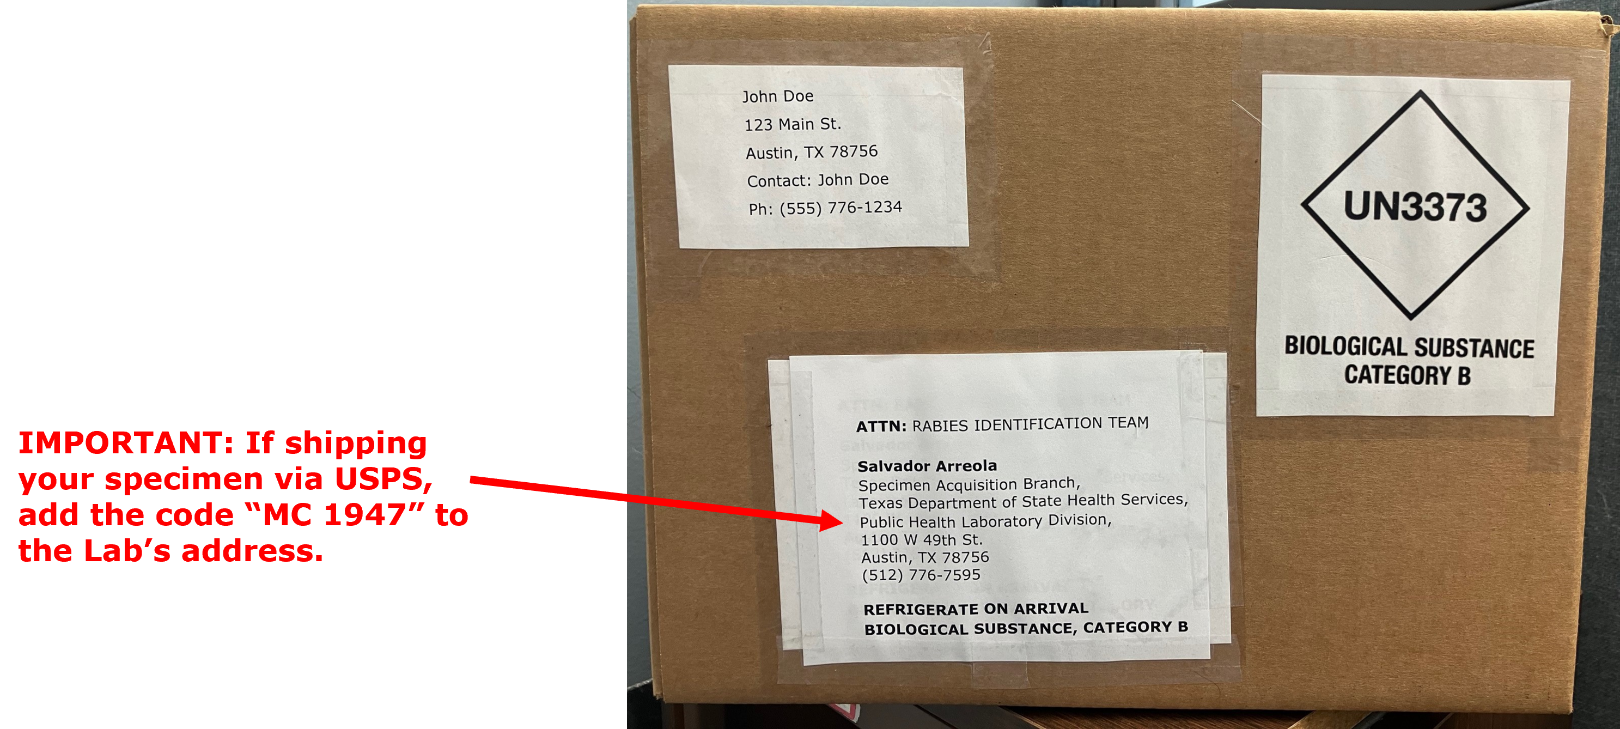 IMPORTANT: If shipping
your specimen via USPS,
add the code “MC 1947” to
the Lab’s address.
John Doe
123 Main St.
Austin, TX 78756
Contact: John Doe
Ph: (555) 776-1234
UN3373
BIOLOGICAL SUBSTANCE
CATEGORY B
ATTN: RABIES IDENTIFICATION TEAM
Salvador Arreola
Specimen Acquisition Branch,
Texas Department of State Health Services,
Public Health Laboratory Division,
1100 W 49th St.
Austin, TX 78756
(512) 776-7595
REFRIGERATE ON ARRIVAL
BIOLOGICAL SUBSTANCE, CATEGORY B